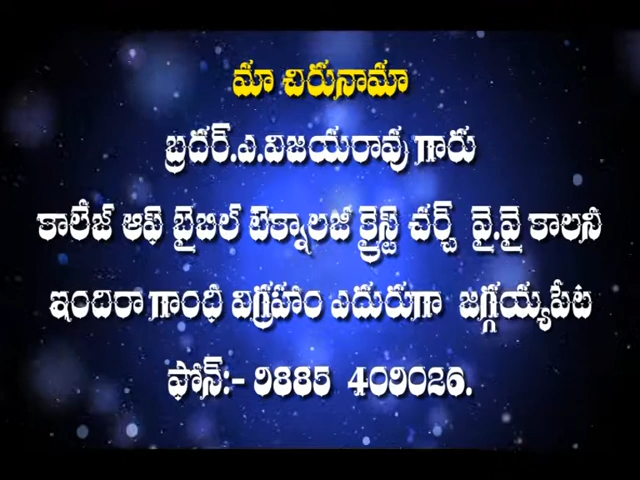 మా చిరునామా
బ్రదర్.ఎ.విజయరావు గారు
కాలేజ్ ఆఫ్ బైబిల్ టెక్నాలజీ క్రైస్ట్ చర్చ్ వై.వై కాలనీ
ఇందిరా గాంధీ విగ్రహం ఎదురుగా జగ్గయ్యపేట
ఫోన్:- 9885 409026.